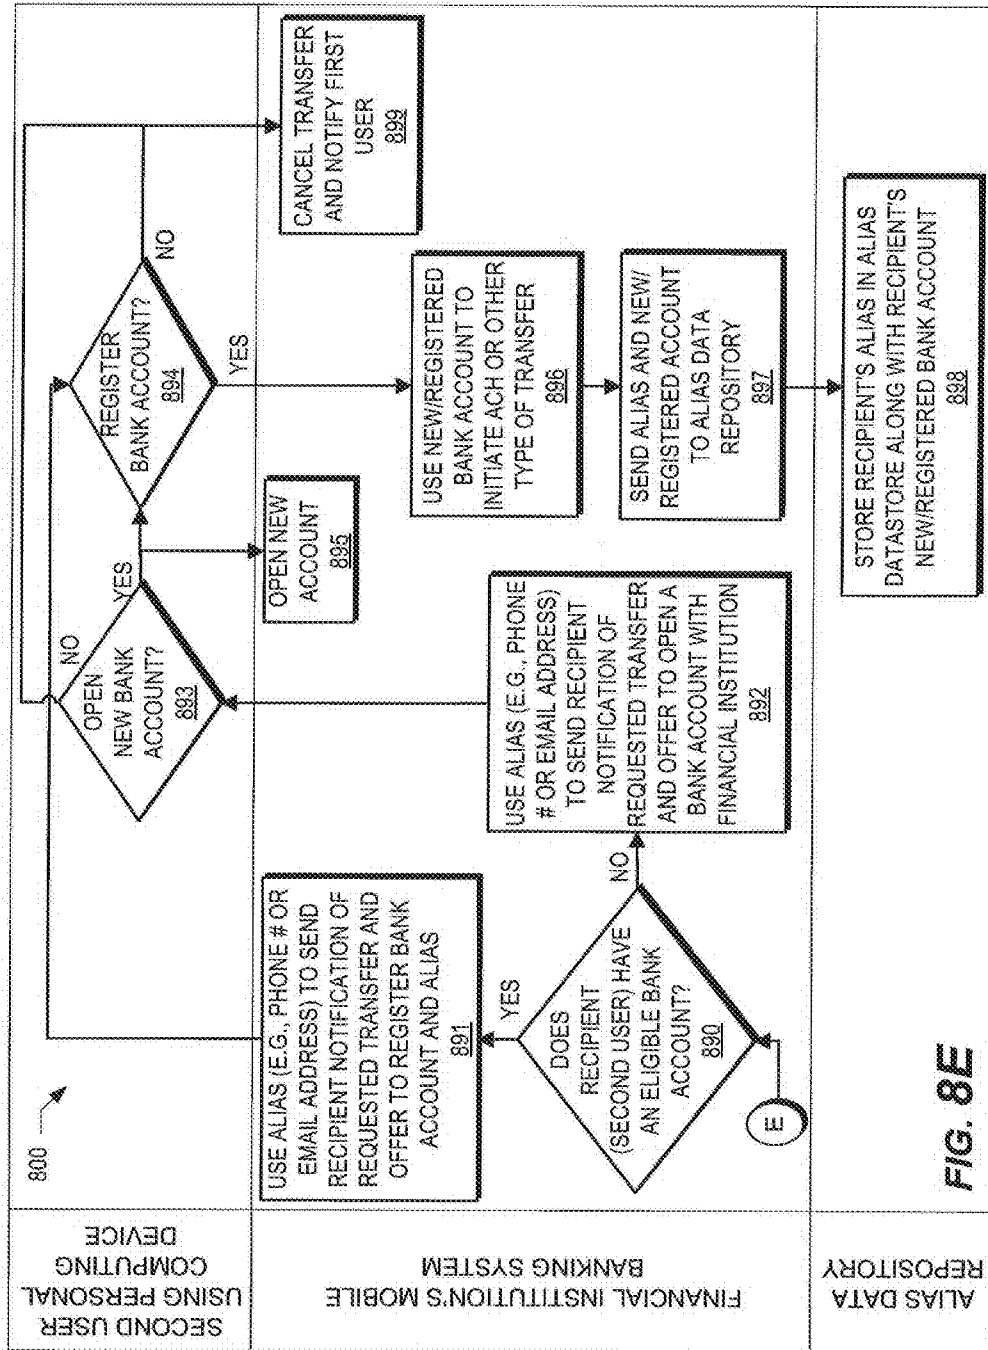 800
SECOND USER
USING PERSONAL
COMPUTING
DEVICE
FINANCIAL INSTITUTION'S MOBILE
BANKING SYSTEM
ALIAS DATA
REPOSITORY
E
DOES
RECIPIENT
(SECOND USER) HAVE
AN ELIGIBLE BANK
ACCOUNT?
890
YES
NO
USE ALIAS (E.G., PHONE # OR
EMAIL ADDRESS) TO SEND
RECIPIENT NOTIFICATION OF
REQUESTED TRANSFER AND
OFFER TO REGISTER BANK
ACCOUNT AND ALIAS
891
USE ALIAS (E.G., PHONE
# OR EMAIL ADDRESS)
TO SEND RECIPIENT
NOTIFICATION OF
REQUESTED TRANSFER
AND OFFER TO OPEN A
BANK ACCOUNT WITH
FINANCIAL INSTITUTION
892
OPEN
NEW BANK
ACCOUNT?
893
NO
YES
OPEN NEW
ACCOUNT
895
REGISTER
BANK ACCOUNT?
894
NO
YES
CANCEL TRANSFER
AND NOTIFY FIRST
USER
899
USE NEW/REGISTERED
BANK ACCOUNT TO
INITIATE ACH OR OTHER
TYPE OF TRANSFER
896
SEND ALIAS AND NEW/
REGISTERED ACCOUNT
TO ALIAS DATA
REPOSITORY
897
STORE RECIPIENT'S ALIAS IN ALIAS
DATASTORE ALONG WITH RECIPIENT'S
NEW/REGISTERED BANK ACCOUNT
898
FIG. 8E